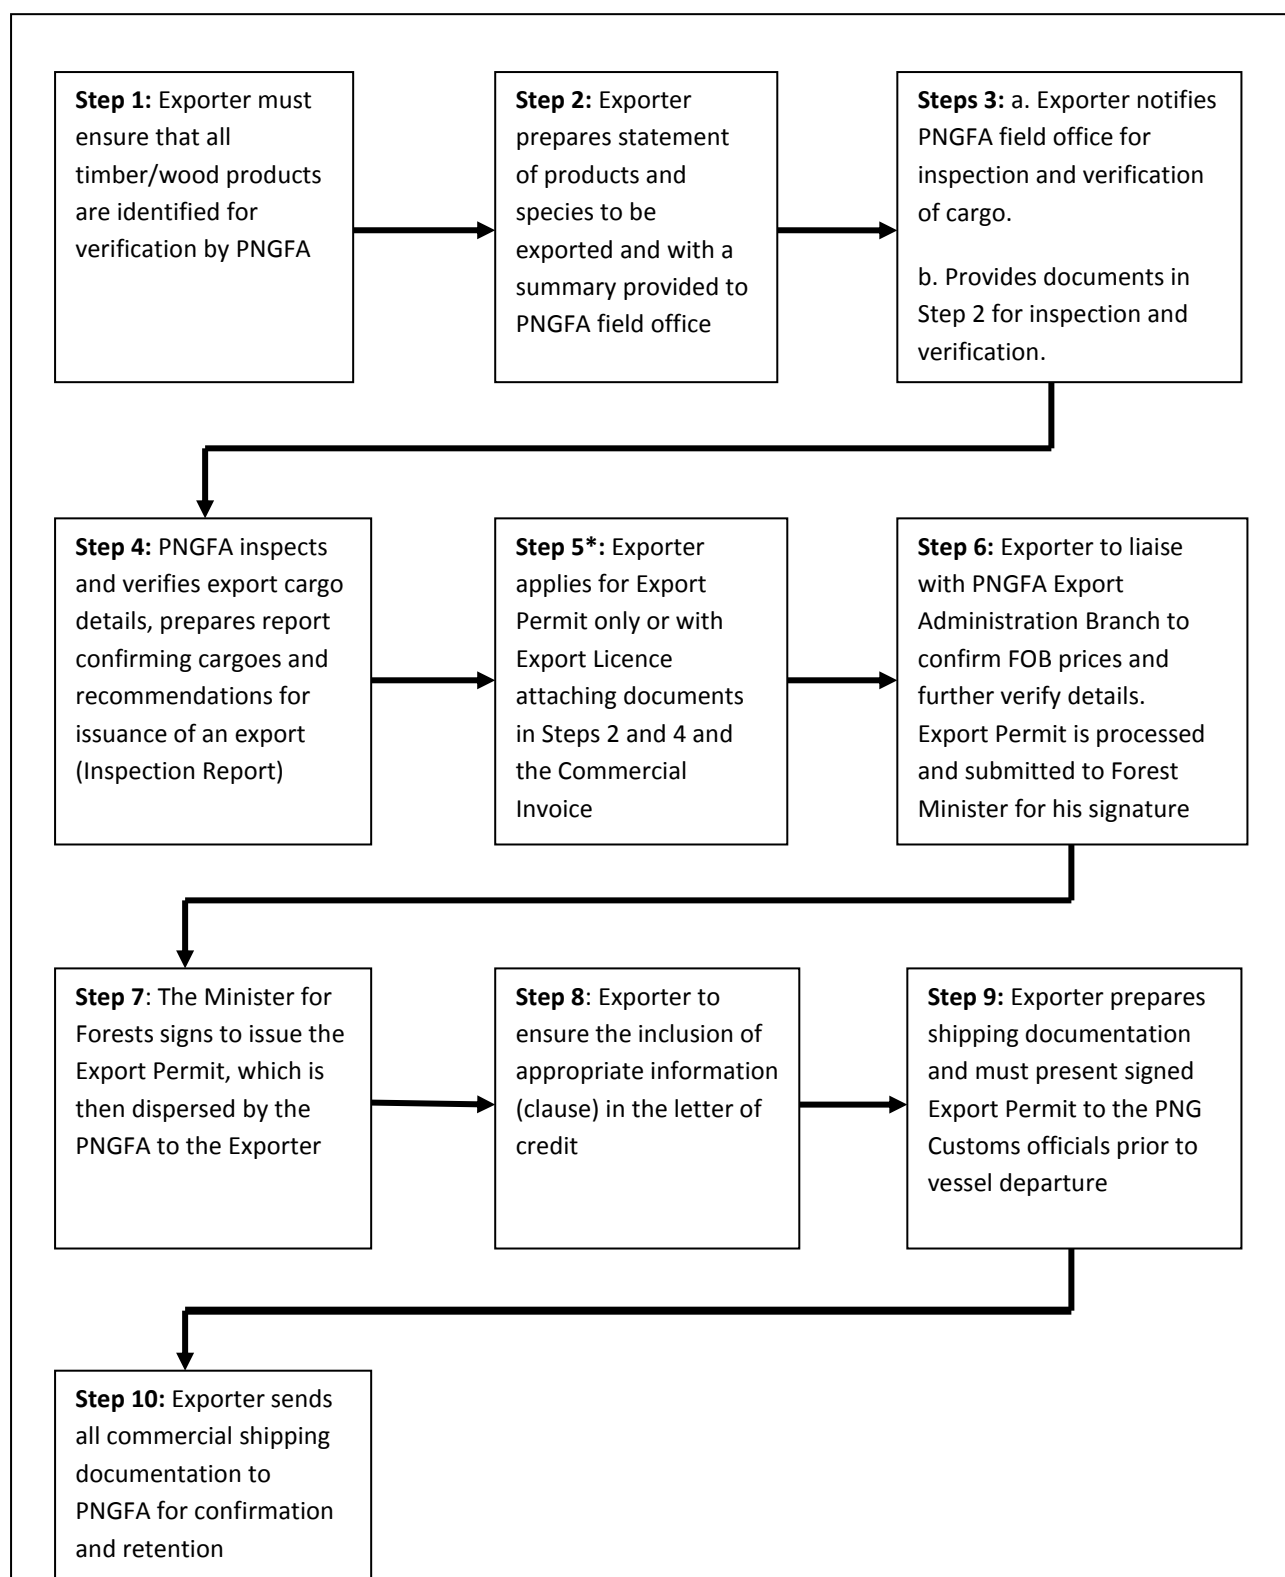 Step 1: Exporter must
ensure that all
timber/wood products
are identified for
verification by PNGFA
Step 2: Exporter
prepares statement
of products and
species to be
exported and with a
summary provided to
PNGFA field office
Steps 3: a. Exporter notifies
PNGFA field office for
inspection and verification
of cargo.
b. Provides documents in
Step 2 for inspection and
verification.
Step 4: PNGFA inspects
and verifies export cargo
details, prepares report
confirming cargoes and
recommendations for
issuance of an export
(Inspection Report)
Step 5*: Exporter
applies for Export
Permit only or with
Export Licence
attaching documents
in Steps 2 and 4 and
the Commercial
Invoice
Step 6: Exporter to liaise
with PNGFA Export
Administration Branch to
confirm FOB prices and
further verify details.
Export Permit is processed
and submitted to Forest
Minister for his signature
Step 7: The Minister for
Forests signs to issue the
Export Permit, which is
then dispersed by the
PNGFA to the Exporter
Step 8: Exporter to
ensure the inclusion of
appropriate information
(clause) in the letter of
credit
Step 9: Exporter prepares
shipping documentation
and must present signed
Export Permit to the PNG
Customs officials prior to
vessel departure
Step 10: Exporter sends
all commercial shipping
documentation to
PNGFA for confirmation
and retention